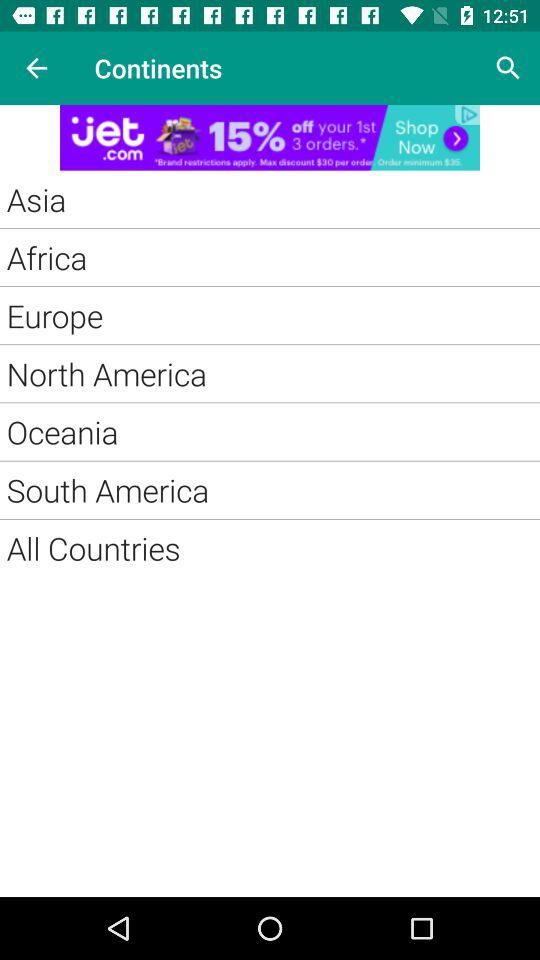 12:51
Continents
jet.com 15% off your 1st 3 orders.* Shop Now
*Brand restrictions apply. Max discount $30 per order. Order minimum $35.
Asia
Africa
Europe
North America
Oceania
South America
All Countries